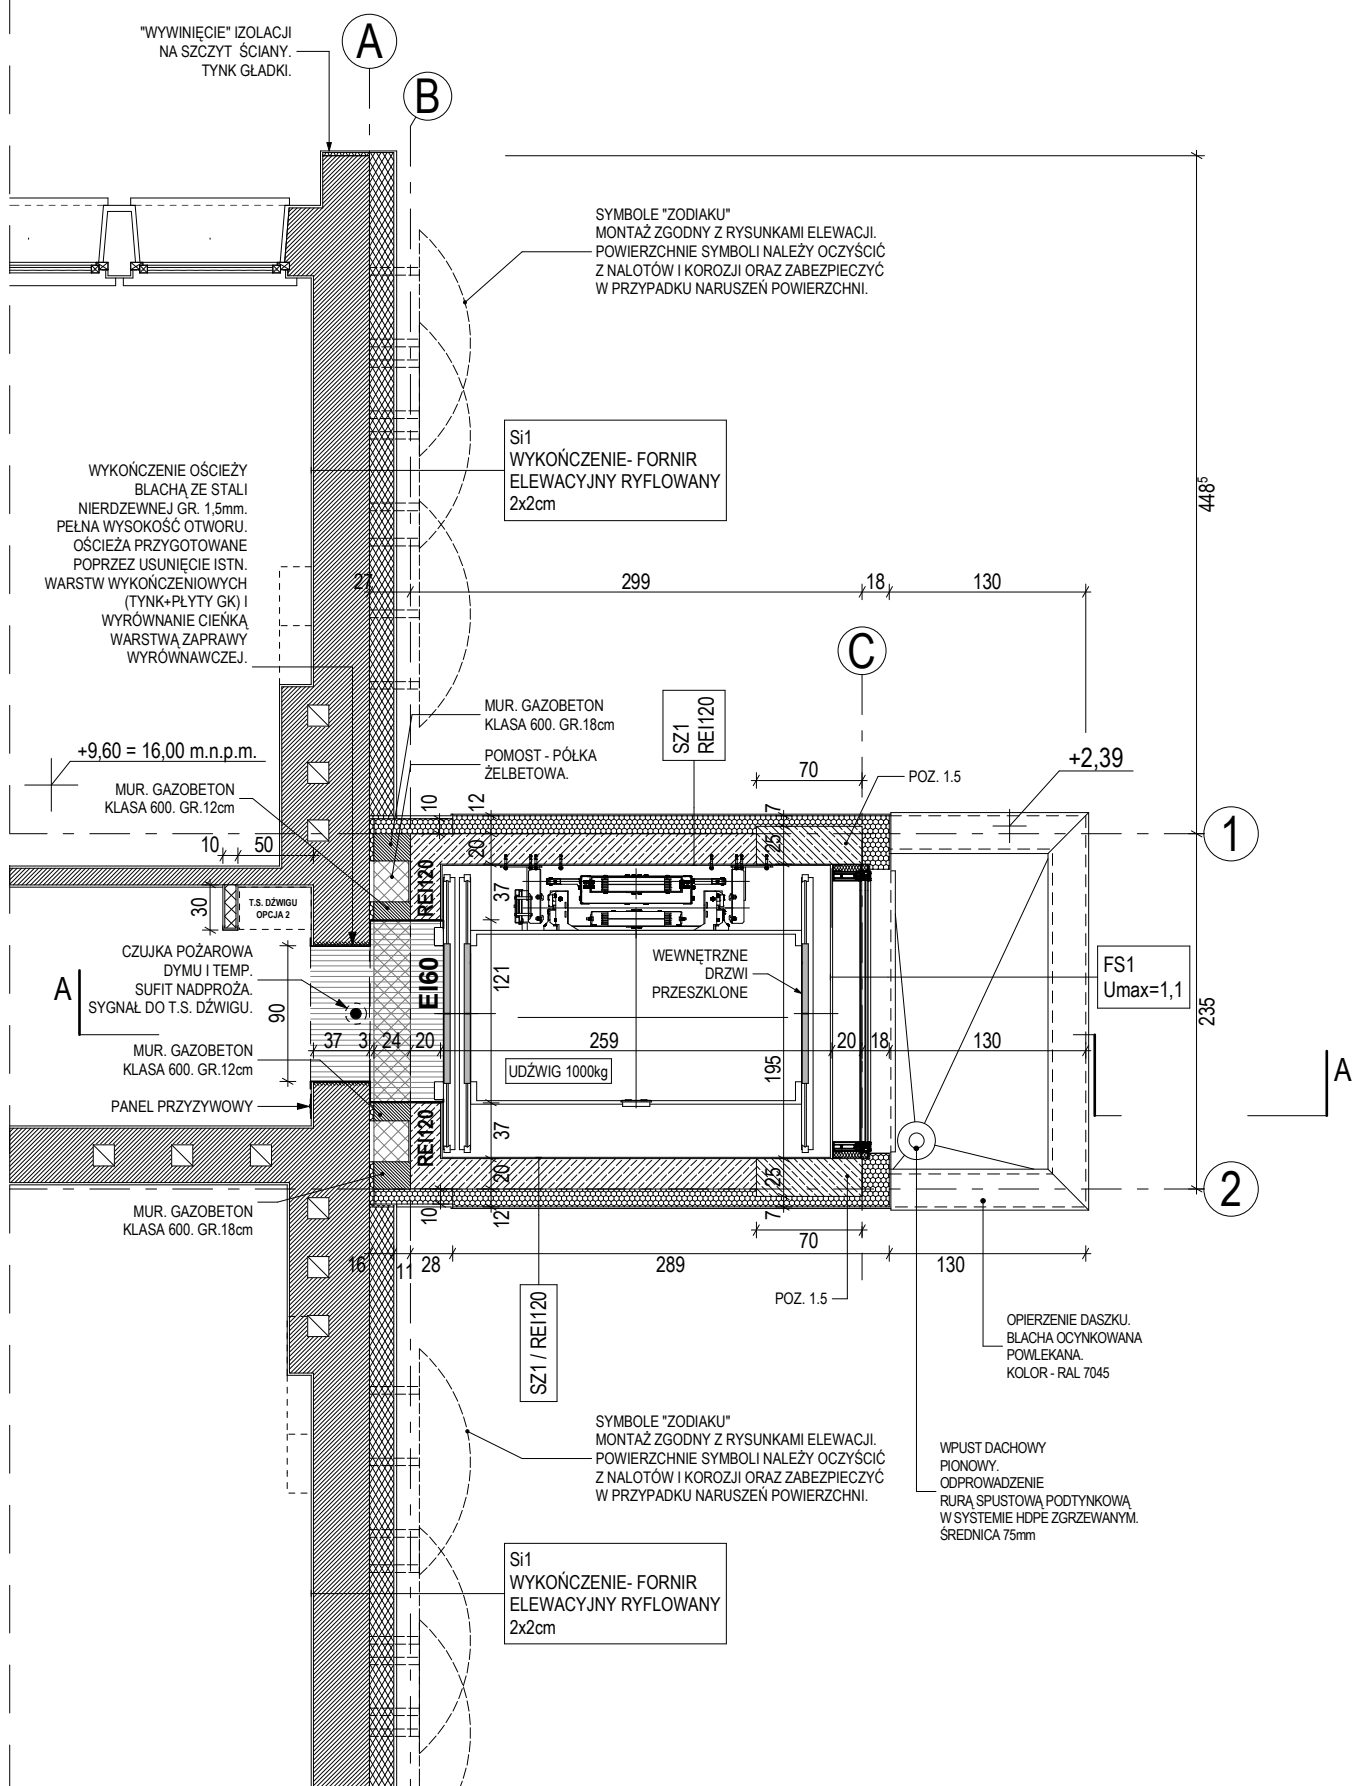 "WYWINIĘCIE" IZOLACJI
NA SZCZYT ŚCIANY.
TYNK GŁADKI.
A
B
SYMBOLE "ZODIAKU"
MONTAŻ ZGODNY Z RYSUNKAMI ELEWACJI.
POWIERZCHNIE SYMBOLI NALEŻY OCZYŚCIĆ
Z NALOTÓW I KOROZJI ORAZ ZABEZPIECZYĆ
W PRZYPADKU NARUSZEŃ POWIERZCHNI.
Si1
WYKOŃCZENIE- FORNIR
ELEWACYJNY RYFLOWANY
2x2cm
448⁵
WYKOŃCZENIE OŚCIEŻY
BLACHĄ ZE STALI
NIERDZEWNEJ GR. 1,5mm.
PEŁNA WYSOKOŚĆ OTWORU.
OŚCIEŻA PRZYGOTOWANE
POPRZEZ USUNIĘCIE ISTN.
WARSTW WYKOŃCZENIOWYCH
(TYNK+PŁYTY GK) I
WYRÓWNANIE CIEŃKĄ
WARSTWĄ ZAPRAWY
WYRÓWNAWCZEJ.
27
299
18
130
C
MUR. GAZOBETON
KLASA 600. GR.18cm
POMOST - PÓŁKA
ŻELBETOWA.
SZ1
REI120
+9,60 = 16,00 m.n.p.m.
MUR. GAZOBETON
KLASA 600. GR.12cm
70
POZ. 1.5
+2,39
10
12
7
1
10
50
20
25
37
REI120
30
T.S. DŹWIGU
OPCJA 2
CZUJKA POŻAROWA
DYMU I TEMP.
SUFIT NADPROŻA.
SYGNAŁ DO T.S. DŹWIGU.
A
90
EI60
121
WEWNĘTRZNE
DRZWI
PRZESZKLONE
FS1
Umax=1,1
235
37
3
24
20
259
20
18
130
MUR. GAZOBETON
KLASA 600. GR.12cm
UDŹWIG 1000kg
195
A
PANEL PRZYZYWOWY
REI120
37
20
25
2
MUR. GAZOBETON
KLASA 600. GR.18cm
10
12
7
70
16
11
28
289
130
SZ1 / REI120
POZ. 1.5
OPIERZENIE DASZKU.
BLACHA OCYNKOWANA
POWLEKANA.
KOLOR - RAL 7045
SYMBOLE "ZODIAKU"
MONTAŻ ZGODNY Z RYSUNKAMI ELEWACJI.
POWIERZCHNIE SYMBOLI NALEŻY OCZYŚCIĆ
Z NALOTÓW I KOROZJI ORAZ ZABEZPIECZYĆ
W PRZYPADKU NARUSZEŃ POWIERZCHNI.
WPUST DACHOWY
PIONOWY.
ODPROWADZENIE
RURĄ SPUSTOWĄ PODTYNKOWĄ
W SYSTEMIE HDPE ZGRZEWANYM.
ŚREDNICA 75mm
Si1
WYKOŃCZENIE- FORNIR
ELEWACYJNY RYFLOWANY
2x2cm